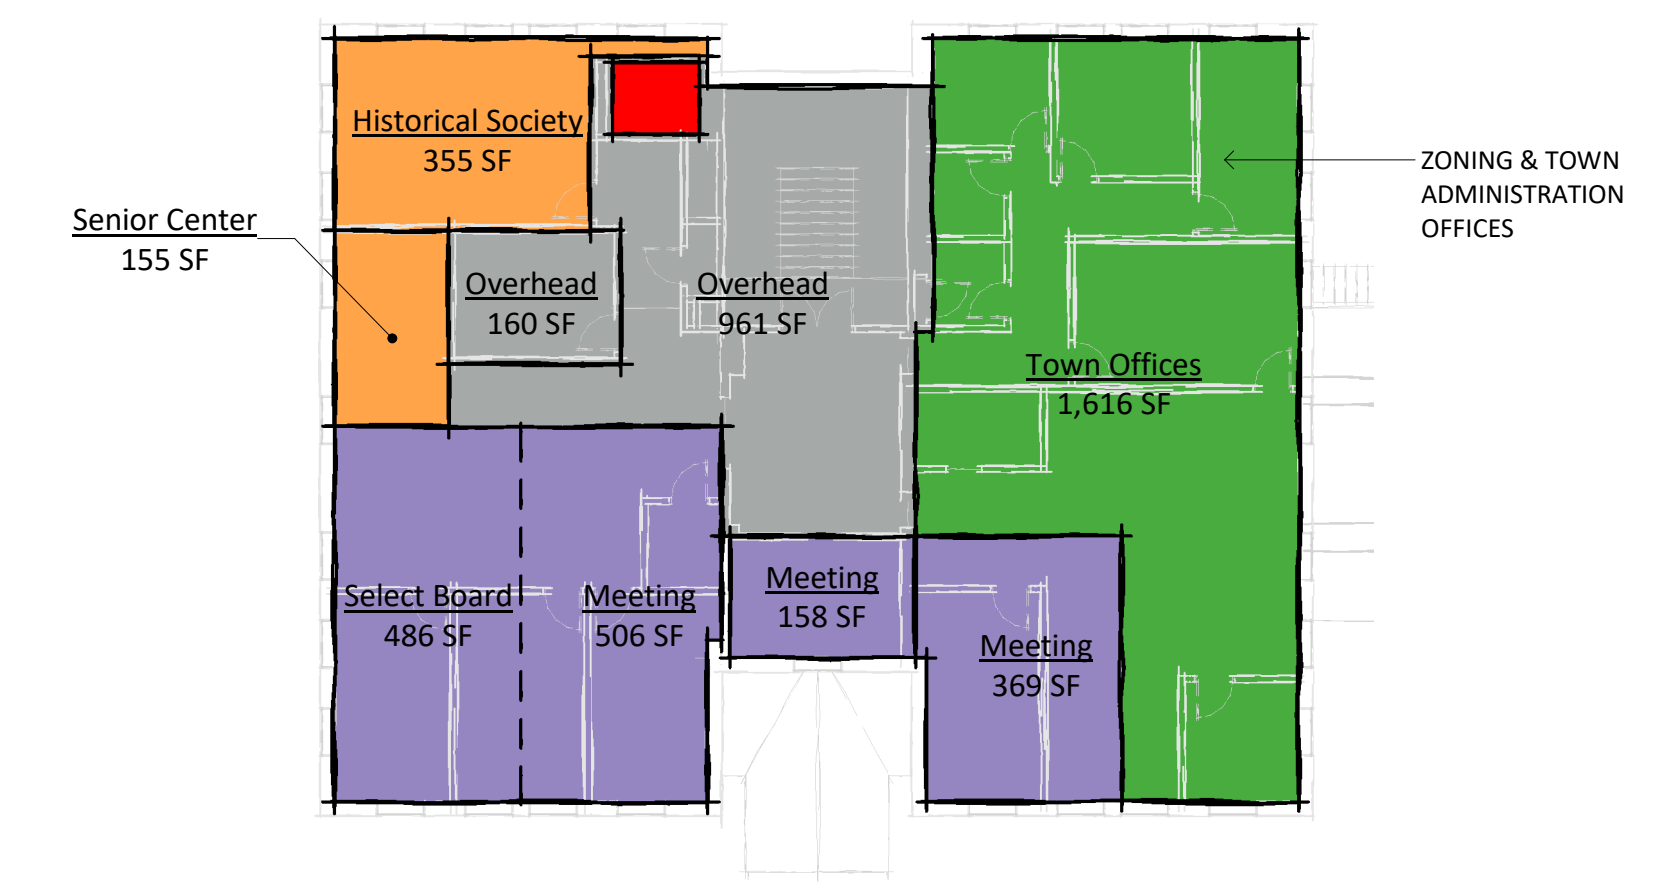 Historical Society
355 SF
ZONING & TOWN
ADMINISTRATION
OFFICES
Senior Center
155 SF
Overhead
160 SF
Overhead
961 SF
Town Offices
1,616 SF
Select Board
486 SF
Meeting
506 SF
Meeting
158 SF
Meeting
369 SF